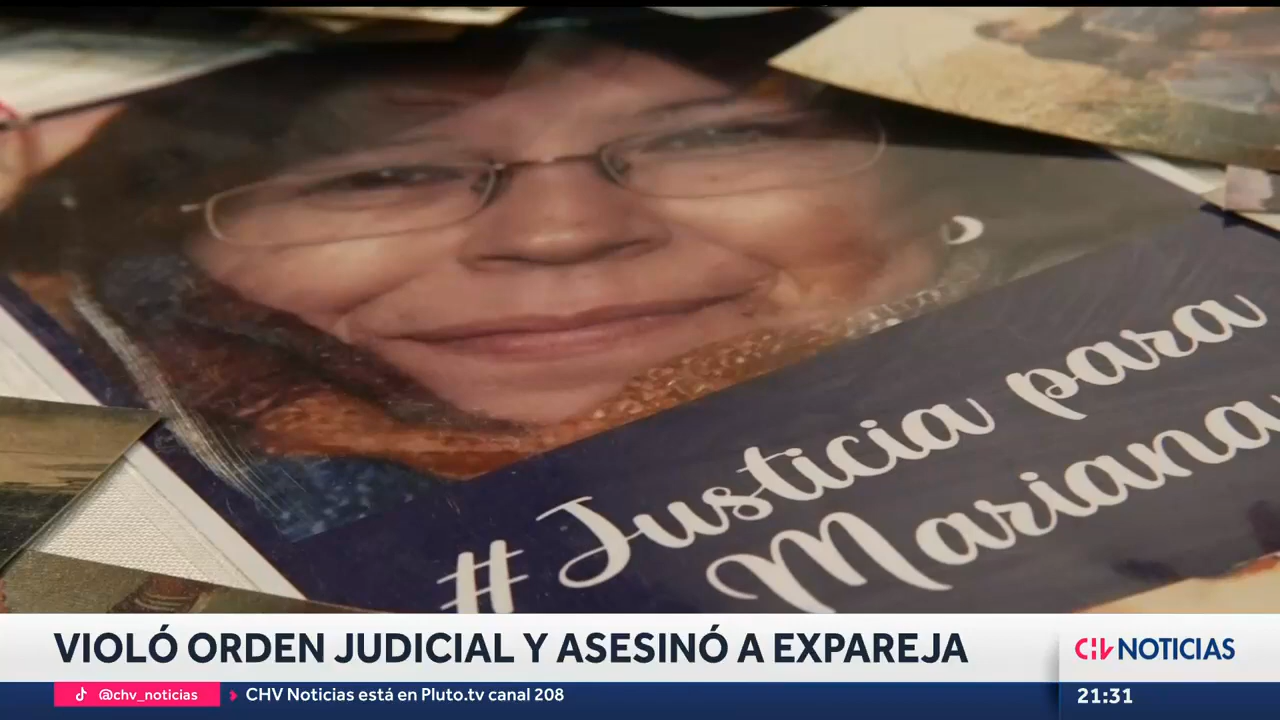 #Justicia para
Mariana
VIOLÓ ORDEN JUDICIAL Y ASESINÓ A EXPAREJA
CHV NOTICIAS
@chv_noticias
CHV Noticias está en Pluto.tv canal 208
21:31